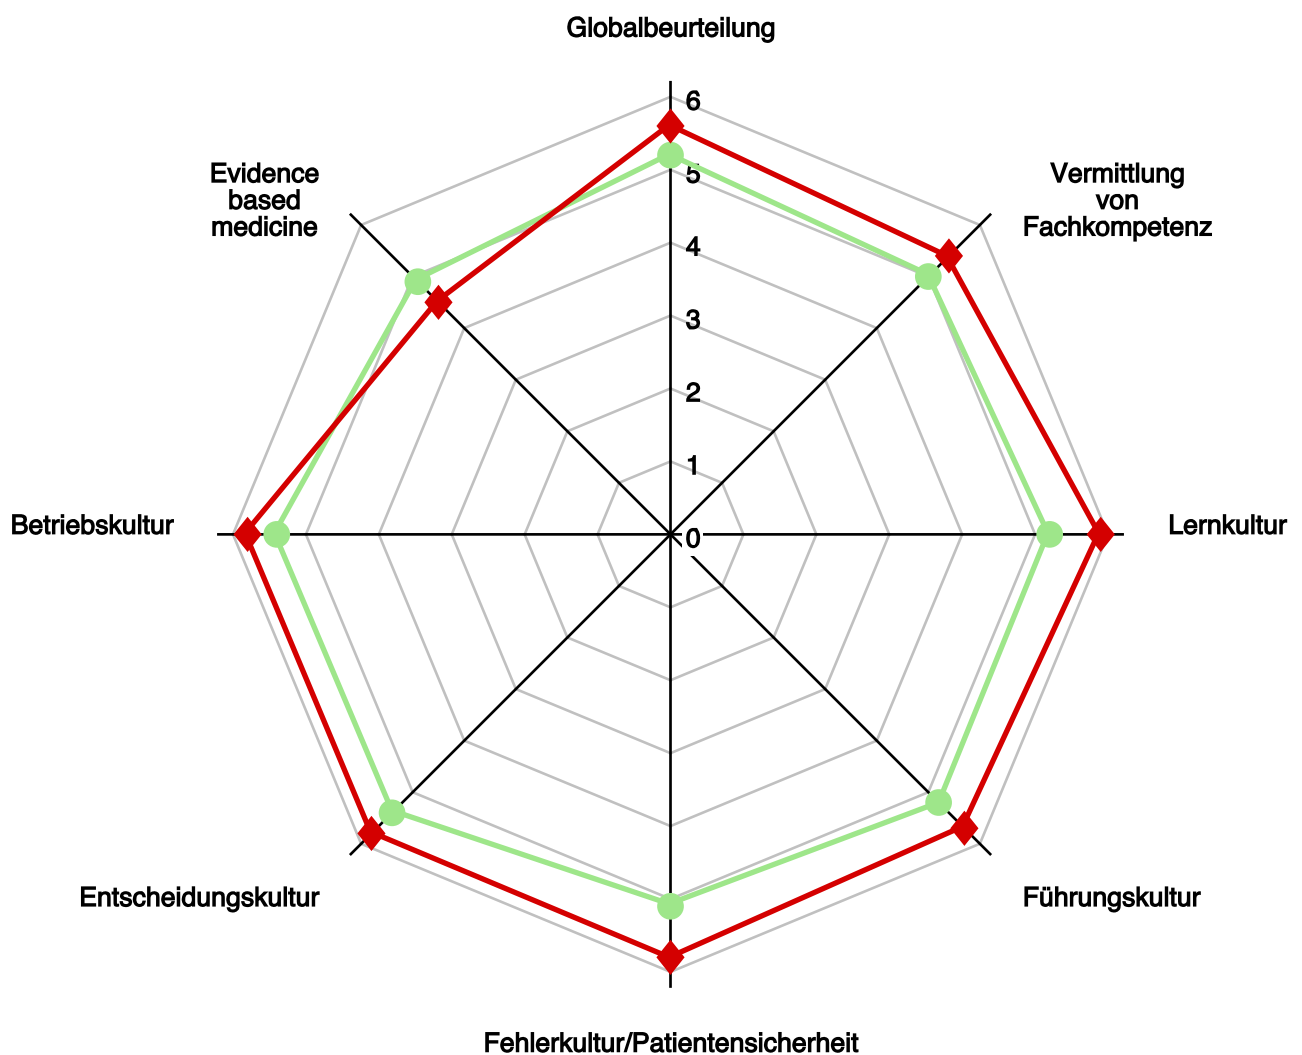 Globalbeurteilung
6
5
4
3
2
1
0
Evidence
based
medicine
Vermittlung
von
Fachkompetenz
Betriebskultur
Lernkultur
Entscheidungskultur
Führungskultur
Fehlerkultur/Patientensicherheit